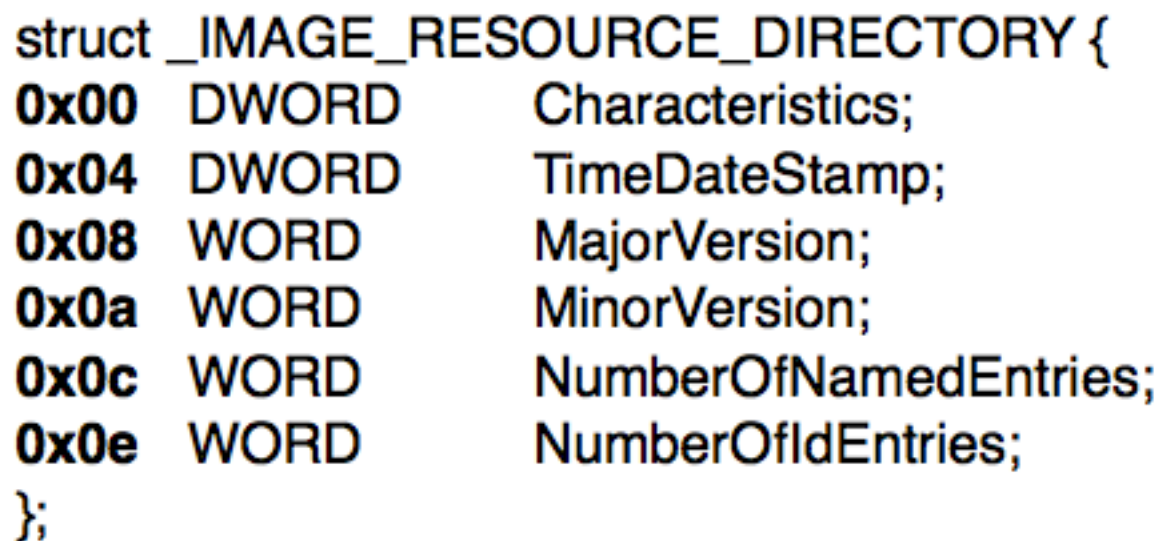 struct _IMAGE_RESOURCE_DIRECTORY {
0x00 DWORD Characteristics;
0x04 DWORD TimeDateStamp;
0x08 WORD MajorVersion;
0x0a WORD MinorVersion;
0x0c WORD NumberOfNamedEntries;
0x0e WORD NumberOfIdEntries;
};